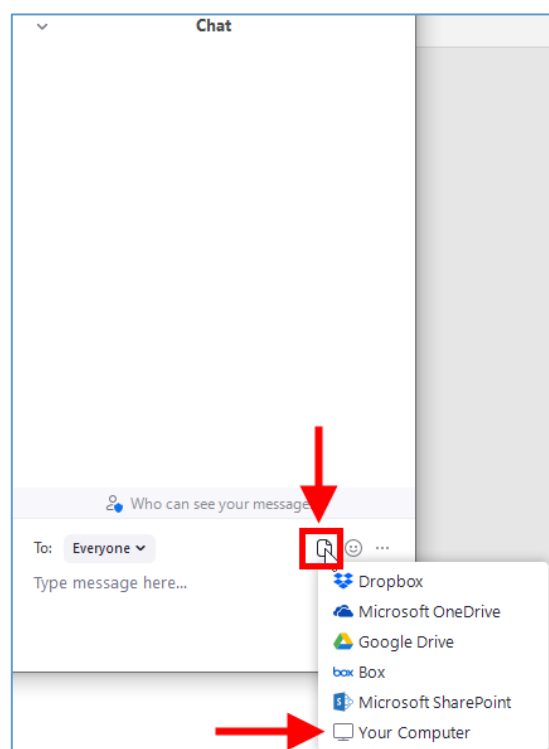 Chat
Who can see your message
To: Everyone
Type message here...
Dropbox
Microsoft OneDrive
Google Drive
box Box
Microsoft SharePoint
Your Computer